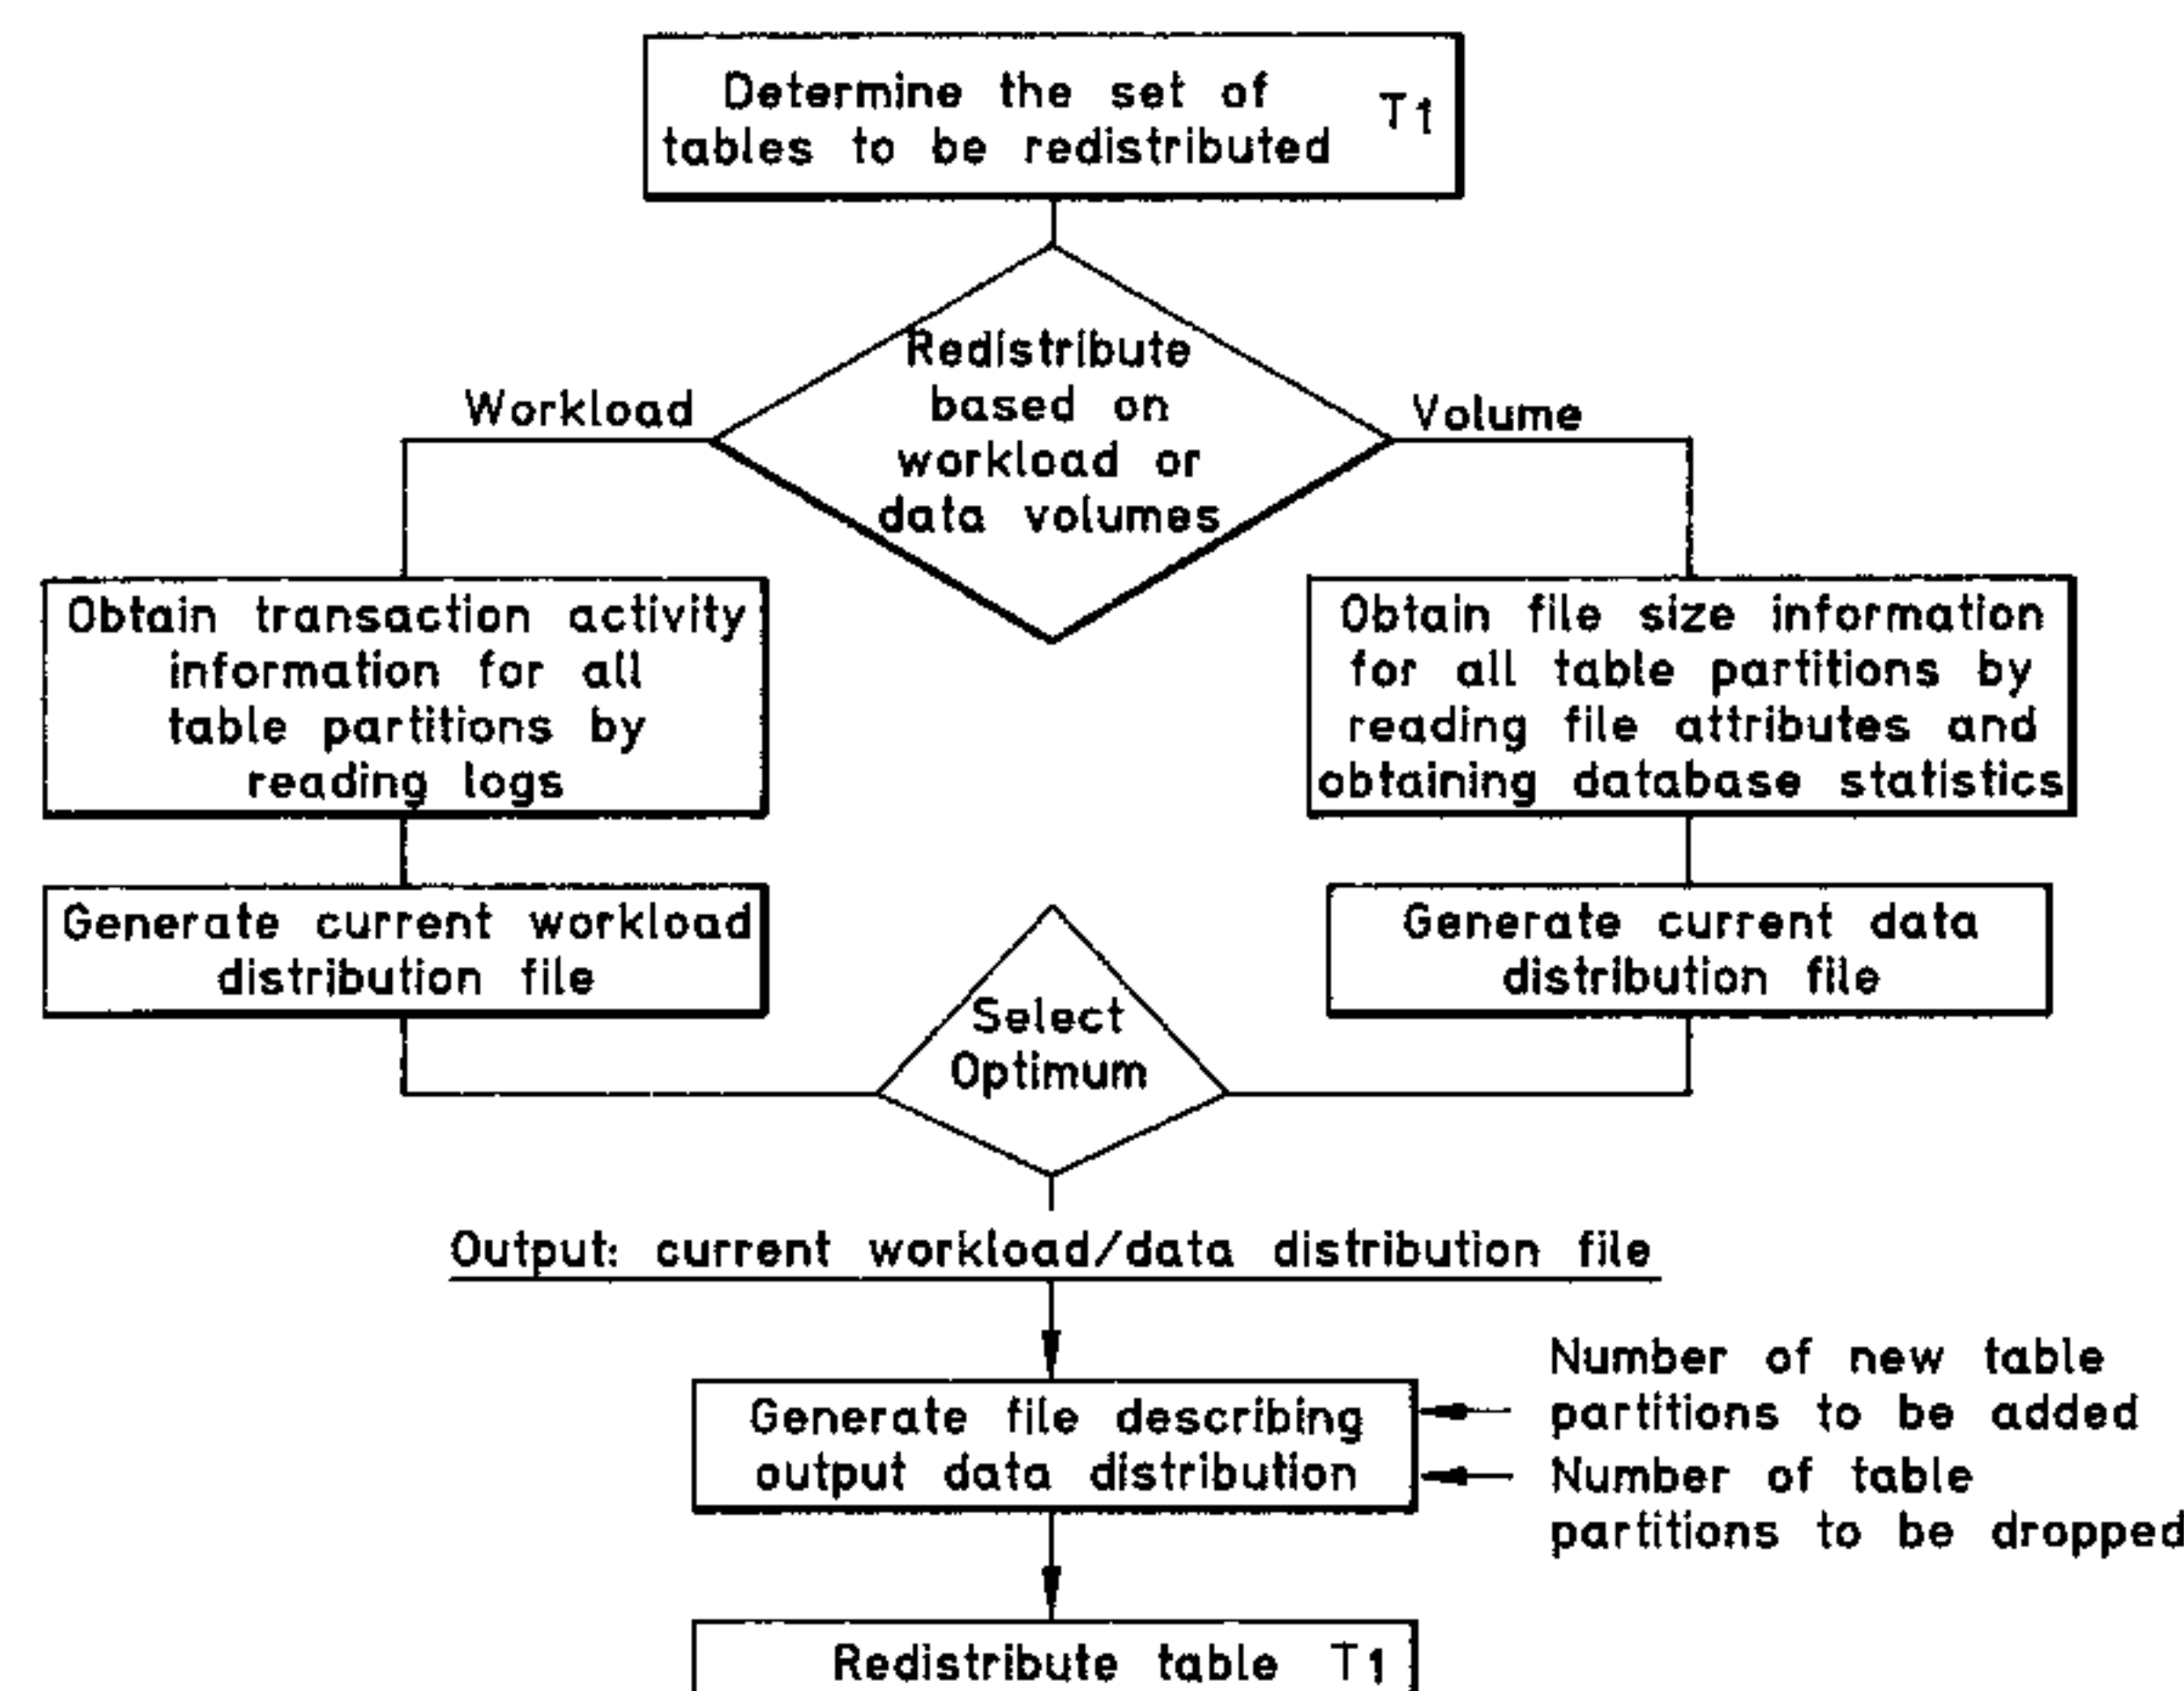 Determine the set of
tables to be redistributed
T1
Redistribute
based on
workload or
data volumes
Workload
Volume
Obtain transaction activity
information for all
table partitions by
reading logs
Obtain file size information
for all table partitions by
reading file attributes and
obtaining database statistics
Generate current workload
distribution file
Generate current data
distribution file
Select
Optimum
Output: current workload/data distribution file
Generate file describing
output data distribution
Number of new table
partitions to be added
Number of table
partitions to be dropped
Redistribute table T1